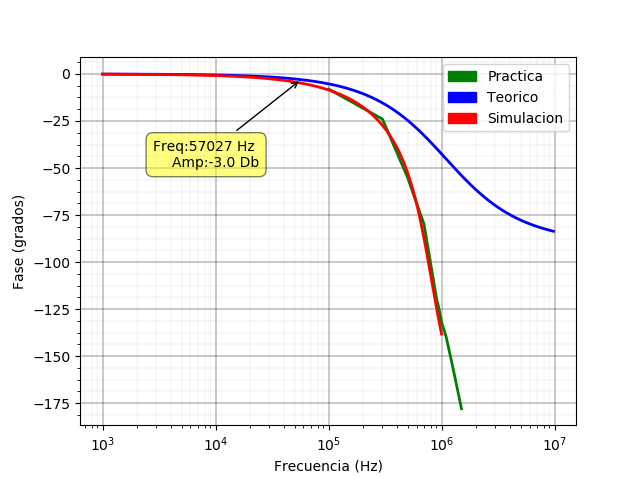 Fase (grados)
0
−25
−50
−75
−100
−125
−150
−175
Practica
Teorico
Simulacion
Freq:57027 Hz
Amp:-3.0 Db
10³
10⁴
10⁵
10⁶
10⁷
Frecuencia (Hz)